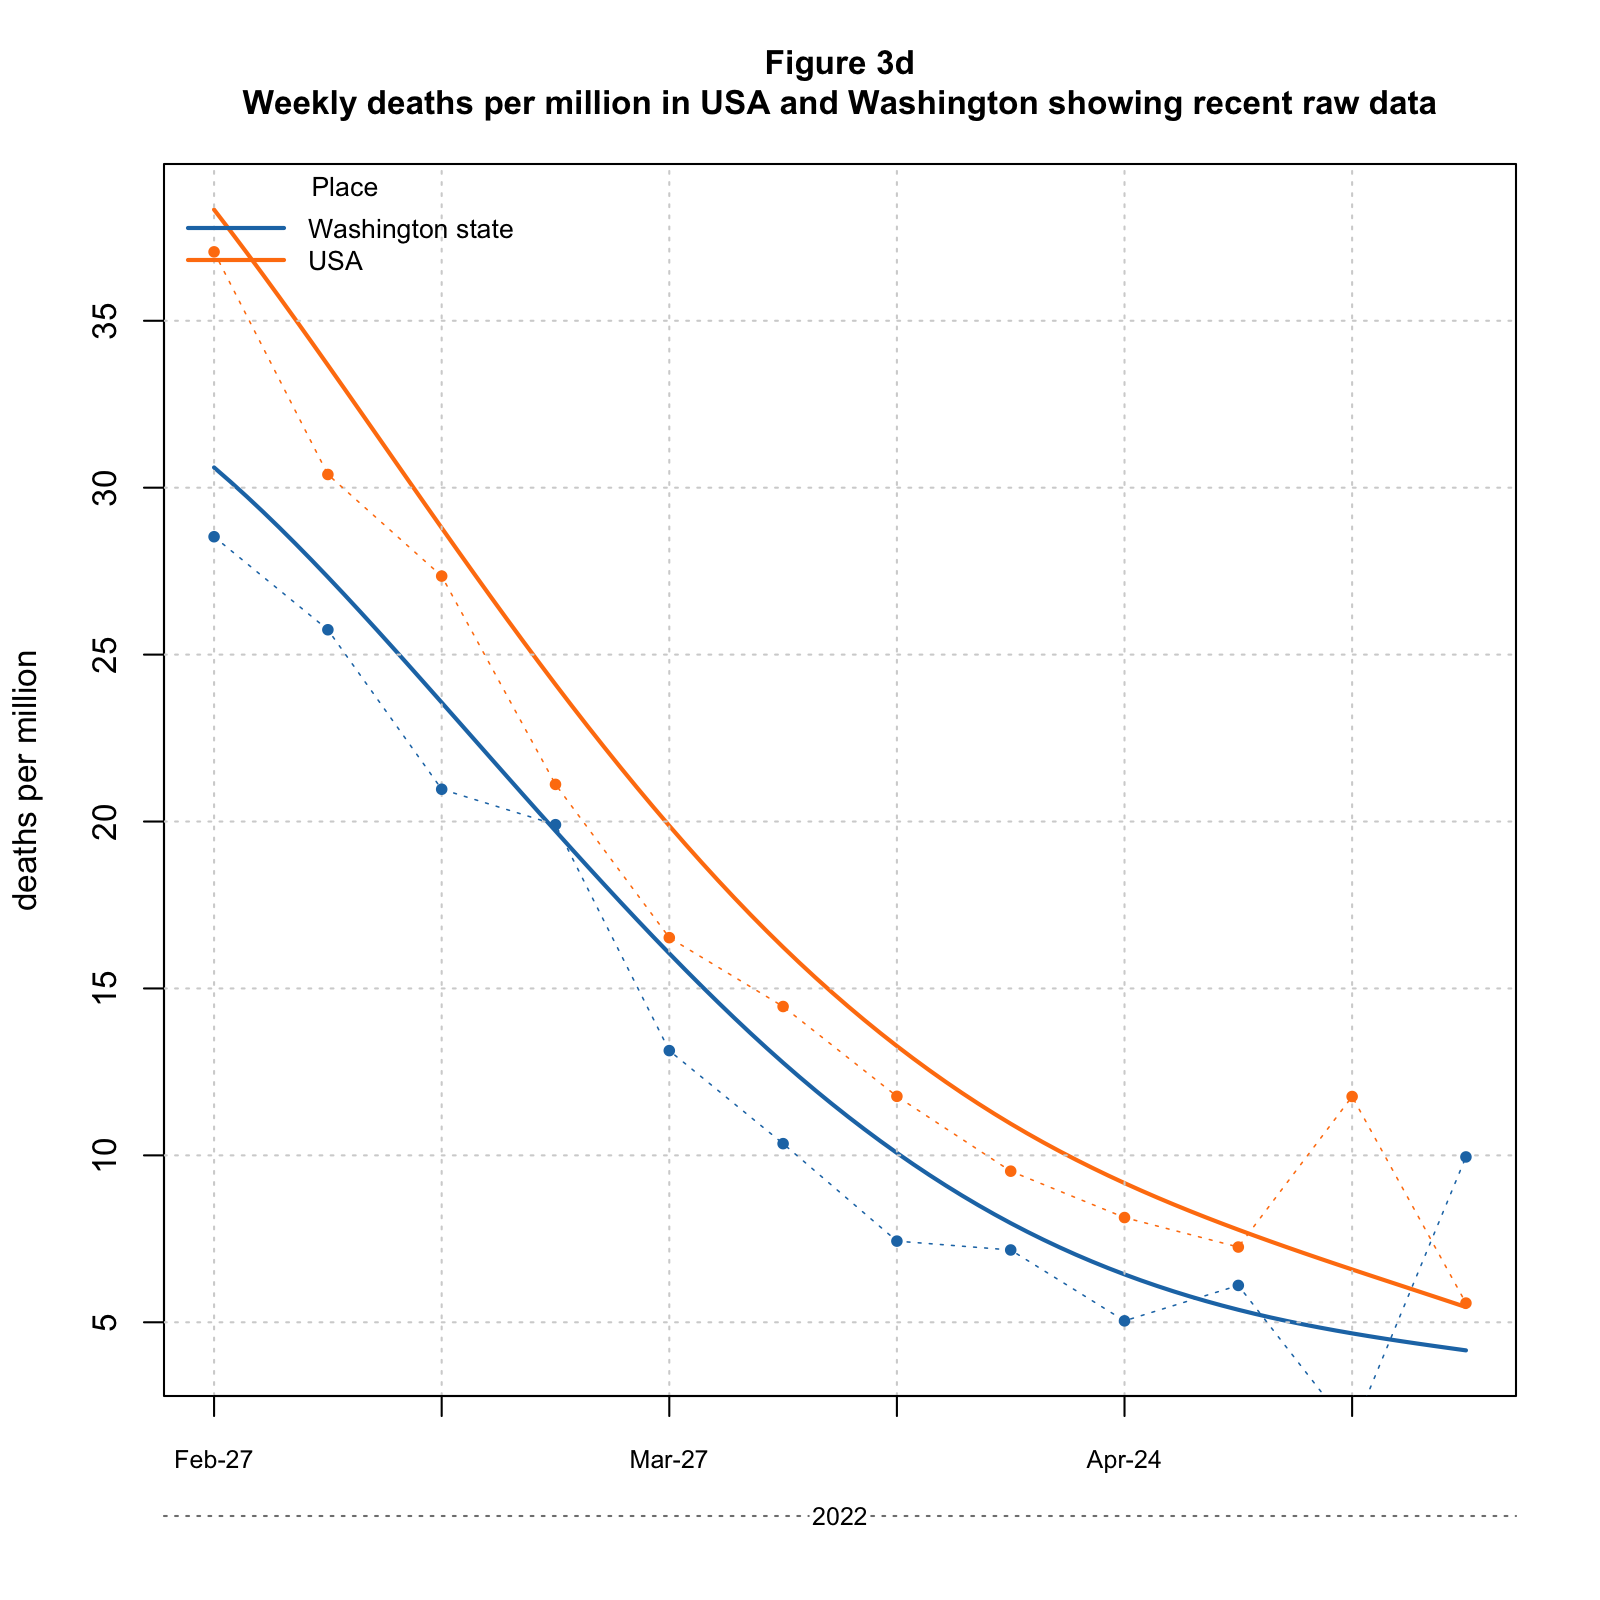 Figure 3d
Weekly deaths per million in USA and Washington showing recent raw data
Place
Washington state
USA
deaths per million
35
30
25
20
15
10
5
Feb-27
Mar-27
Apr-24
2022